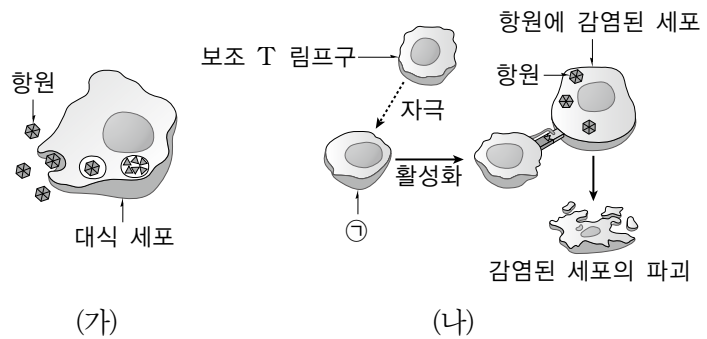 항원
대식 세포
(가)
보조 T 림프구
자극
㉠
활성화
항원에 감염된 세포
항원
감염된 세포의 파괴
(나)